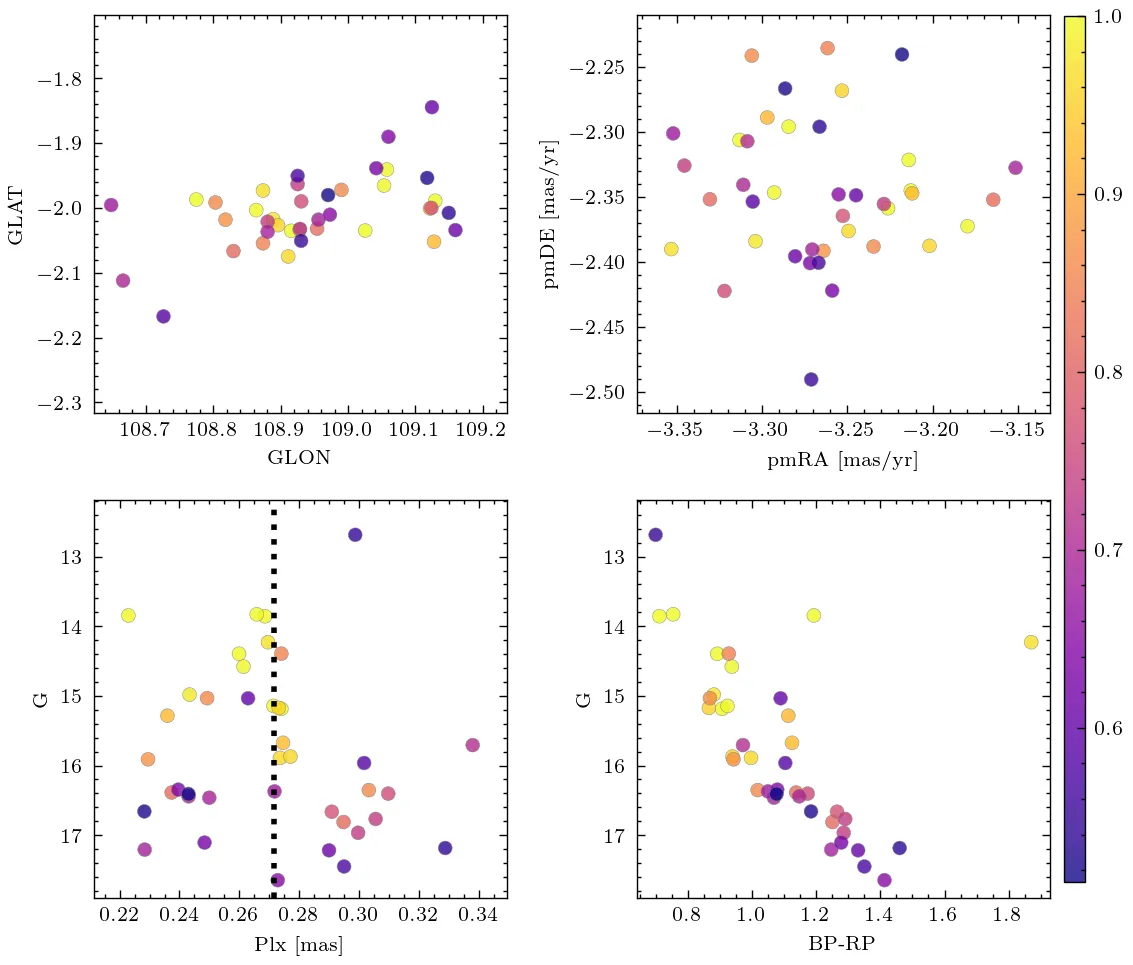 −1.8
−1.9
−2.0
−2.1
−2.2
−2.3
GLAT
108.7 108.8 108.9 109.0 109.1 109.2
GLON
−2.25
−2.30
−2.35
−2.40
−2.45
−2.50
pmDE [mas/yr]
−3.35 −3.30 −3.25 −3.20 −3.15
pmRA [mas/yr]
13
14
15
16
17
G
0.22 0.24 0.26 0.28 0.30 0.32 0.34
Plx [mas]
13
14
15
16
17
G
0.8 1.0 1.2 1.4 1.6 1.8
BP-RP
1.0
0.9
0.8
0.7
0.6